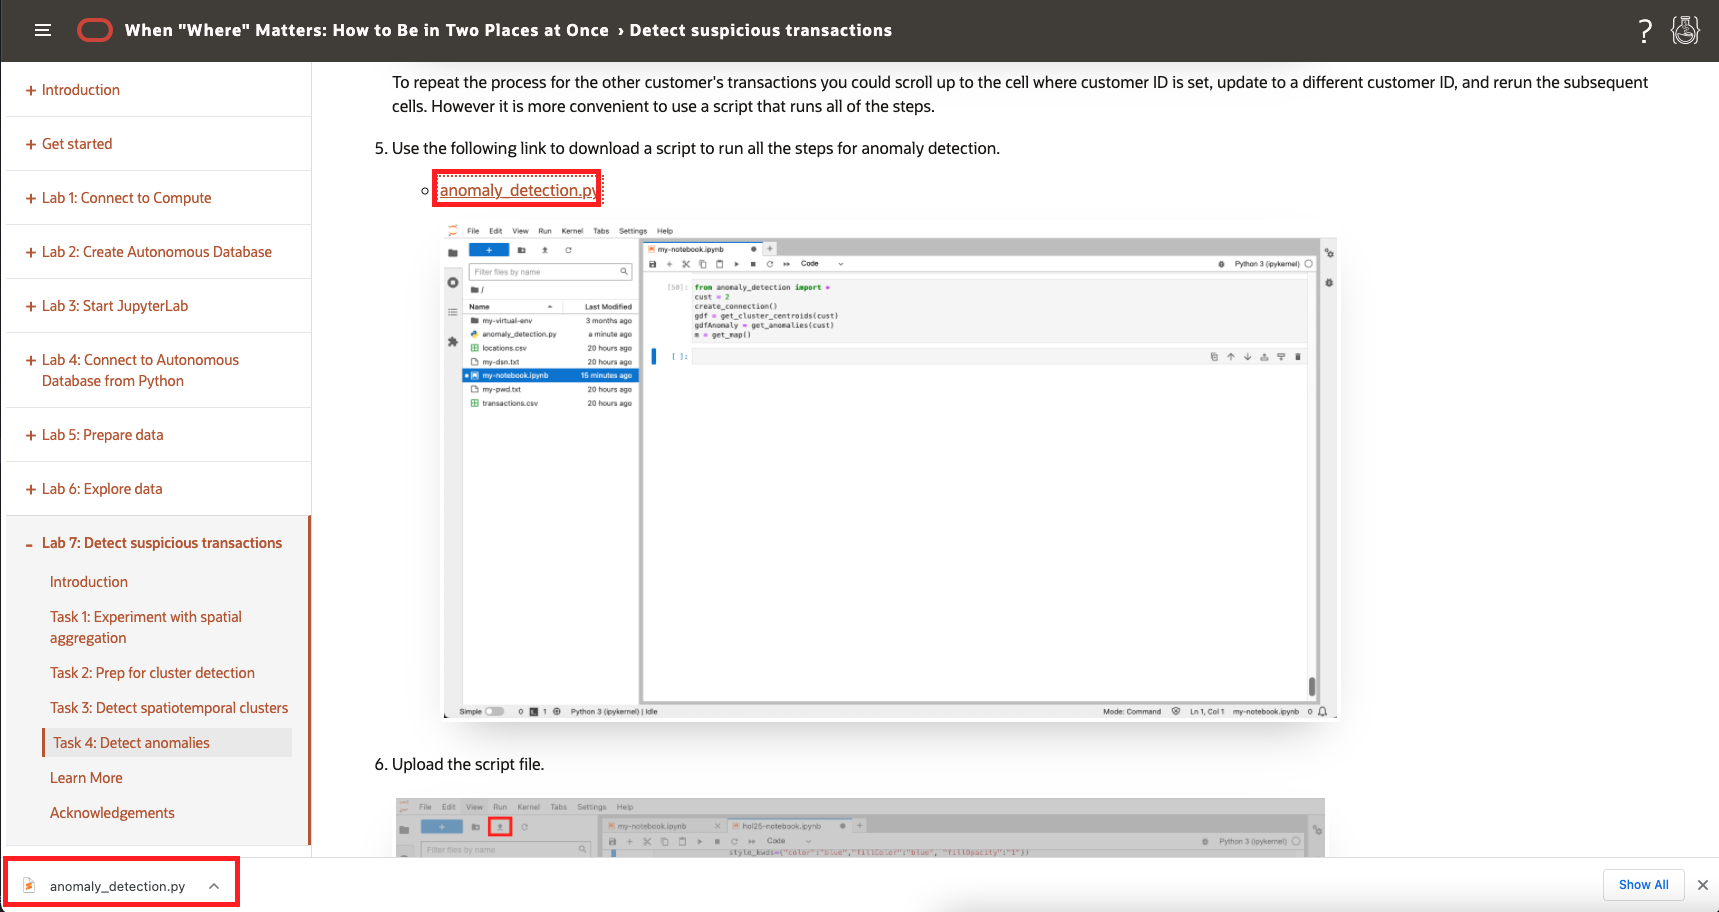 When "Where" Matters: How to Be in Two Places at Once › Detect suspicious transactions
?
+ Introduction
+ Get started
+ Lab 1: Connect to Compute
+ Lab 2: Create Autonomous Database
+ Lab 3: Start JupyterLab
+ Lab 4: Connect to Autonomous
Database from Python
+ Lab 5: Prepare data
+ Lab 6: Explore data
- Lab 7: Detect suspicious transactions
Introduction
Task 1: Experiment with spatial
aggregation
Task 2: Prep for cluster detection
Task 3: Detect spatiotemporal clusters
Task 4: Detect anomalies
Learn More
Acknowledgements
To repeat the process for the other customer's transactions you could scroll up to the cell where customer ID is set, update to a different customer ID, and rerun the subsequent
cells. However it is more convenient to use a script that runs all of the steps.
5. Use the following link to download a script to run all the steps for anomaly detection.
anomaly_detection.py
File Edit View Run Kernel Tabs Settings Help
my-notebook.ipynb
Code
Python 3 (ipykernel)
Filter files by name
/
Name Last Modified
my-virtual-env 3 months ago
anomaly_detection.py a minute ago
locations.csv 20 hours ago
my-dsn.txt 20 hours ago
my-notebook.ipynb 15 minutes ago
my-pwd.txt 20 hours ago
transactions.csv 20 hours ago
[50]: from anomaly_detection import *
cust = 2
create_connection()
gdf = get_cluster_centroids(cust)
gdfAnomaly = get_anomalies(cust)
m = get_map()
[ ]:
Simple 0 1 Python 3 (ipykernel) | Idle Mode: Command Ln 1, Col 1 my-notebook.ipynb 0
6. Upload the script file.
File Edit View Run Kernel Tabs Settings Help
my-notebook.ipynb hol25-notebook.ipynb
Code
Python 3 (ipykernel)
Filter files by name
style_kwds={"color":"blue","fillColor":"blue", "fillOpacity":"1"})
anomaly_detection.py
Show All